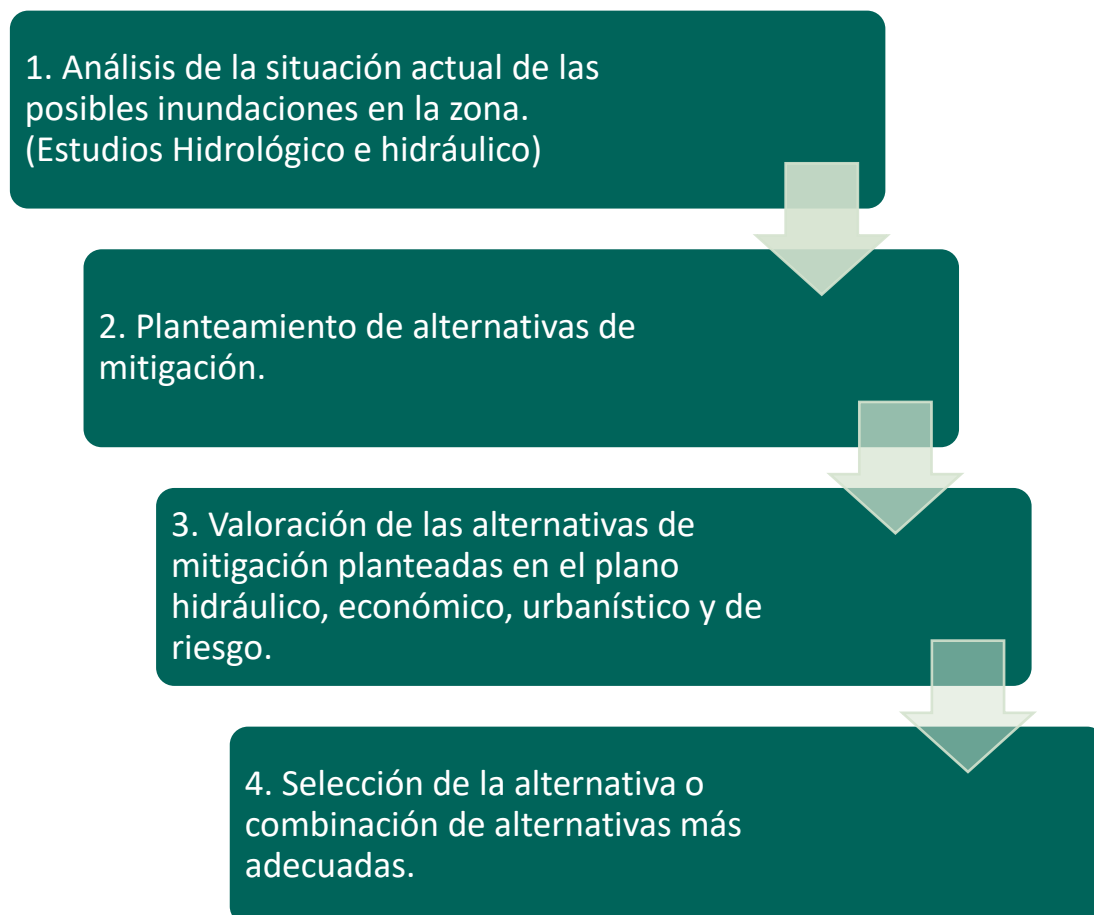 1. Análisis de la situación actual de las
posibles inundaciones en la zona.
(Estudios Hidrológico e hidráulico)
2. Planteamiento de alternativas de
mitigación.
3. Valoración de las alternativas de
mitigación planteadas en el plano
hidráulico, económico, urbanístico y de
riesgo.
4. Selección de la alternativa o
combinación de alternativas más
adecuadas.